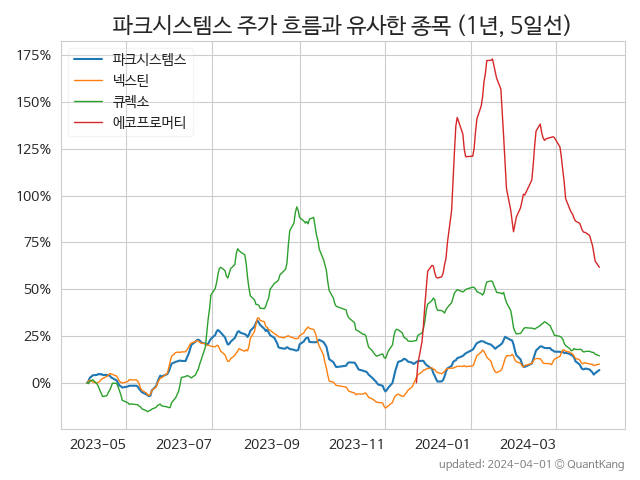 파크시스템스 주가 흐름과 유사한 종목 (1년, 5일선)
175%
150%
125%
100%
75%
50%
25%
0%
파크시스템스
넥스틴
큐렉소
에코프로머티
2023-05 2023-07 2023-09 2023-11 2024-01 2024-03
updated: 2024-04-01 © QuantKang